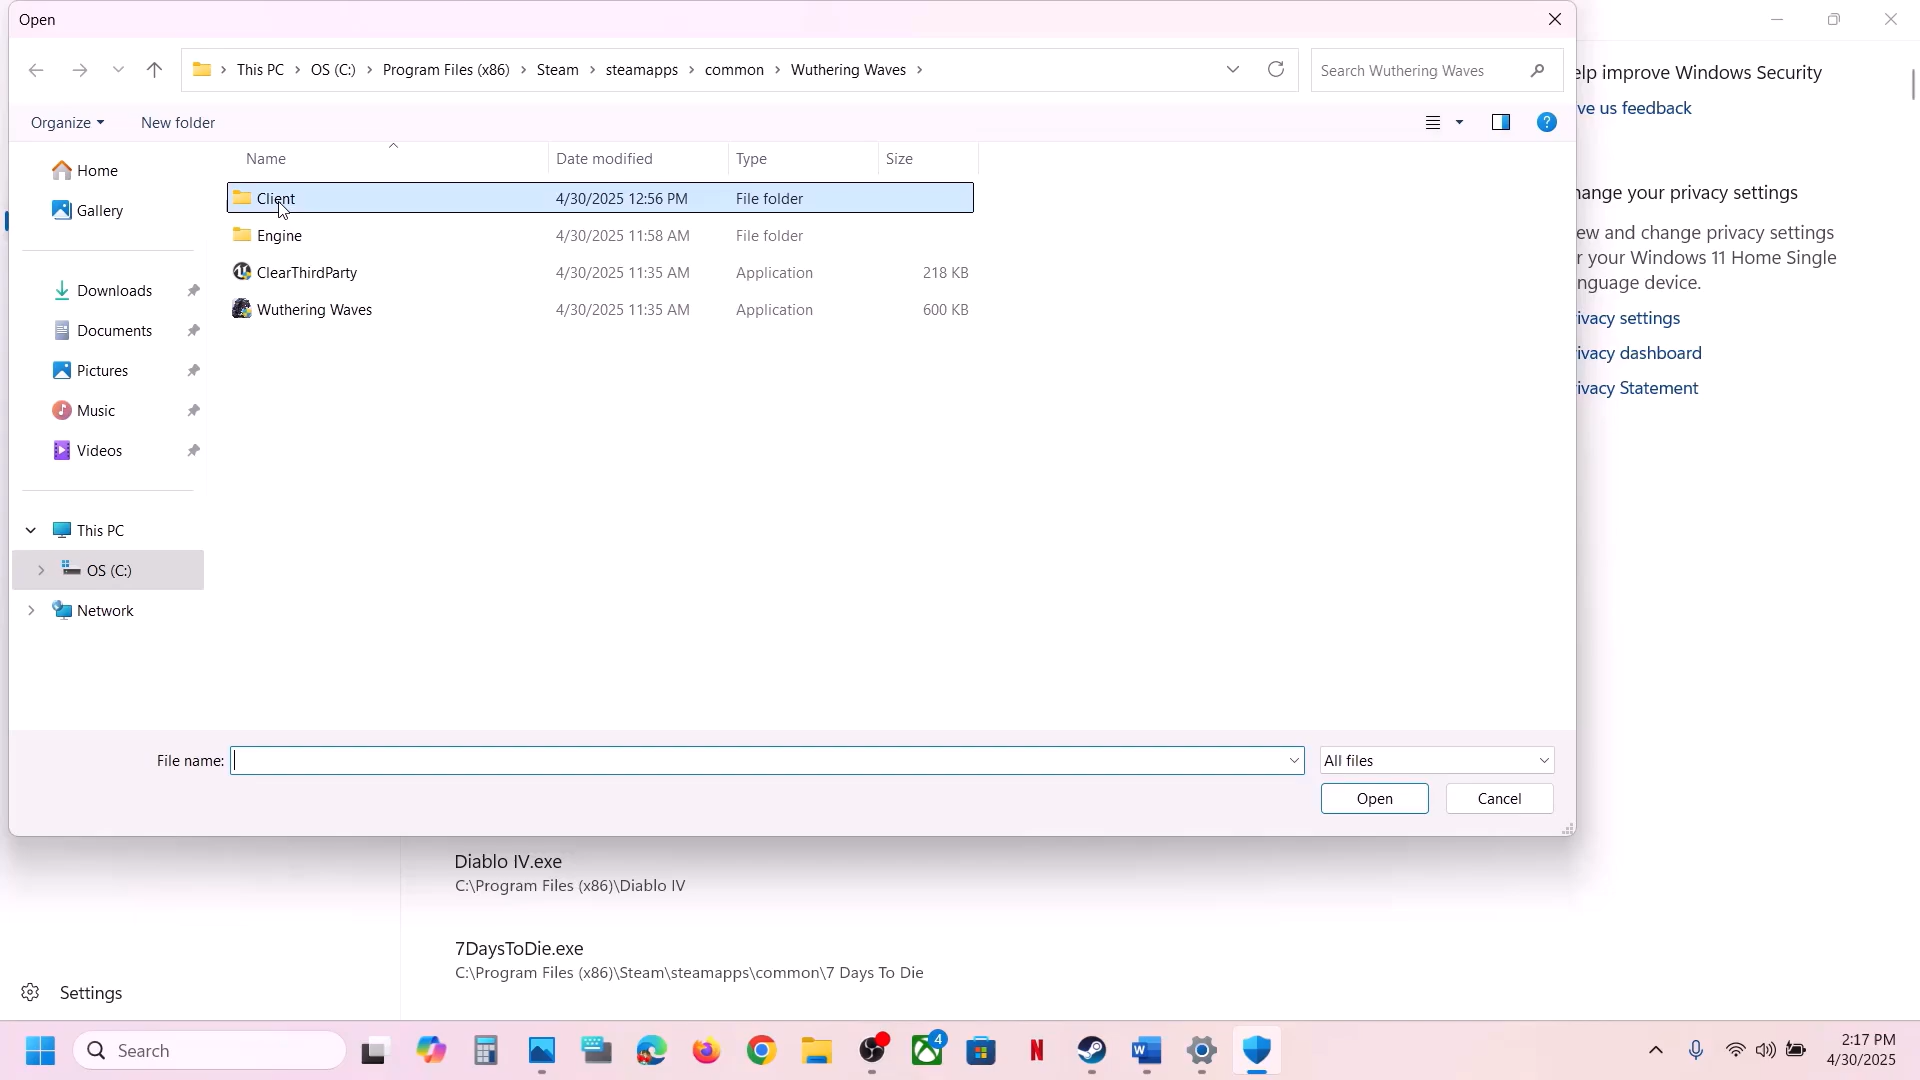 Open
This PC > OS (C:) > Program Files (x86) > Steam > steamapps > common > Wuthering Waves >
Search Wuthering Waves
Organize
New folder
Home
Gallery
Downloads
Documents
Pictures
Music
Videos
This PC
OS (C:)
Network
Name Date modified Type Size
Client 4/30/2025 12:56 PM File folder
Engine 4/30/2025 11:58 AM File folder
ClearThirdParty 4/30/2025 11:35 AM Application 218 KB
Wuthering Waves 4/30/2025 11:35 AM Application 600 KB
File name:
All files
Open
Cancel
elp improve Windows Security
ve us feedback
hange your privacy settings
ew and change privacy settings
r your Windows 11 Home Single
nguage device.
ivacy settings
ivacy dashboard
ivacy Statement
Diablo IV.exe
C:\Program Files (x86)\Diablo IV
7DaysToDie.exe
C:\Program Files (x86)\Steam\steamapps\common\7 Days To Die
Settings
Search
4
2:17 PM
4/30/2025